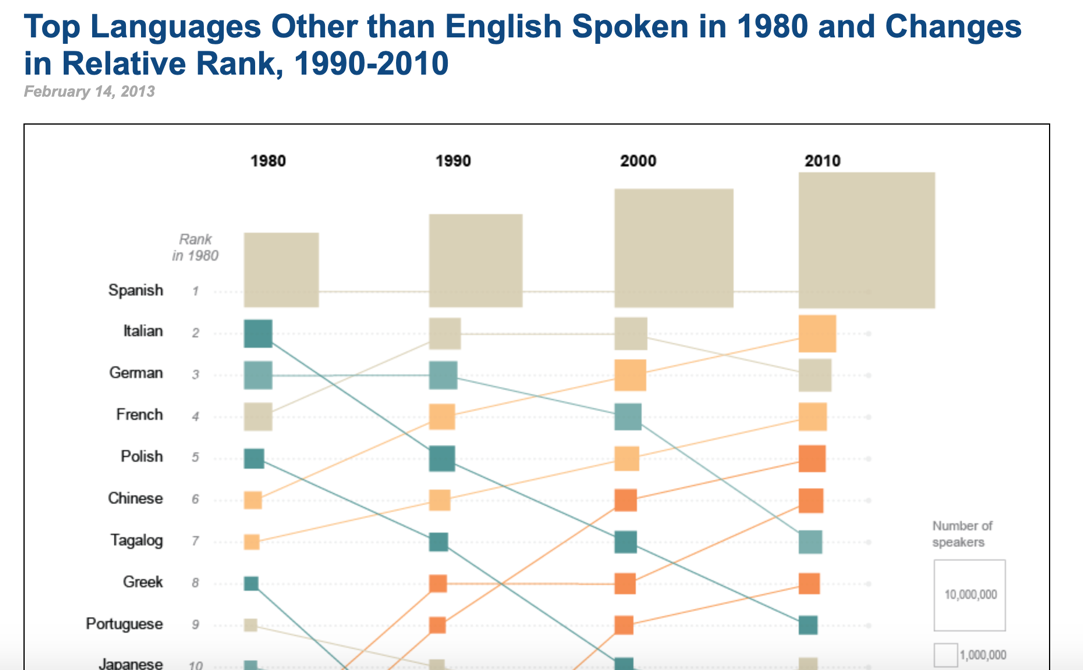 Top Languages Other than English Spoken in 1980 and Changes
in Relative Rank, 1990-2010
February 14, 2013
1980 1990 2000 2010
Rank
in 1980
Spanish 1
Italian 2
German 3
French 4
Polish 5
Chinese 6
Tagalog 7
Greek 8
Portuguese 9
Japanese 10
Number of
speakers
10,000,000
1,000,000